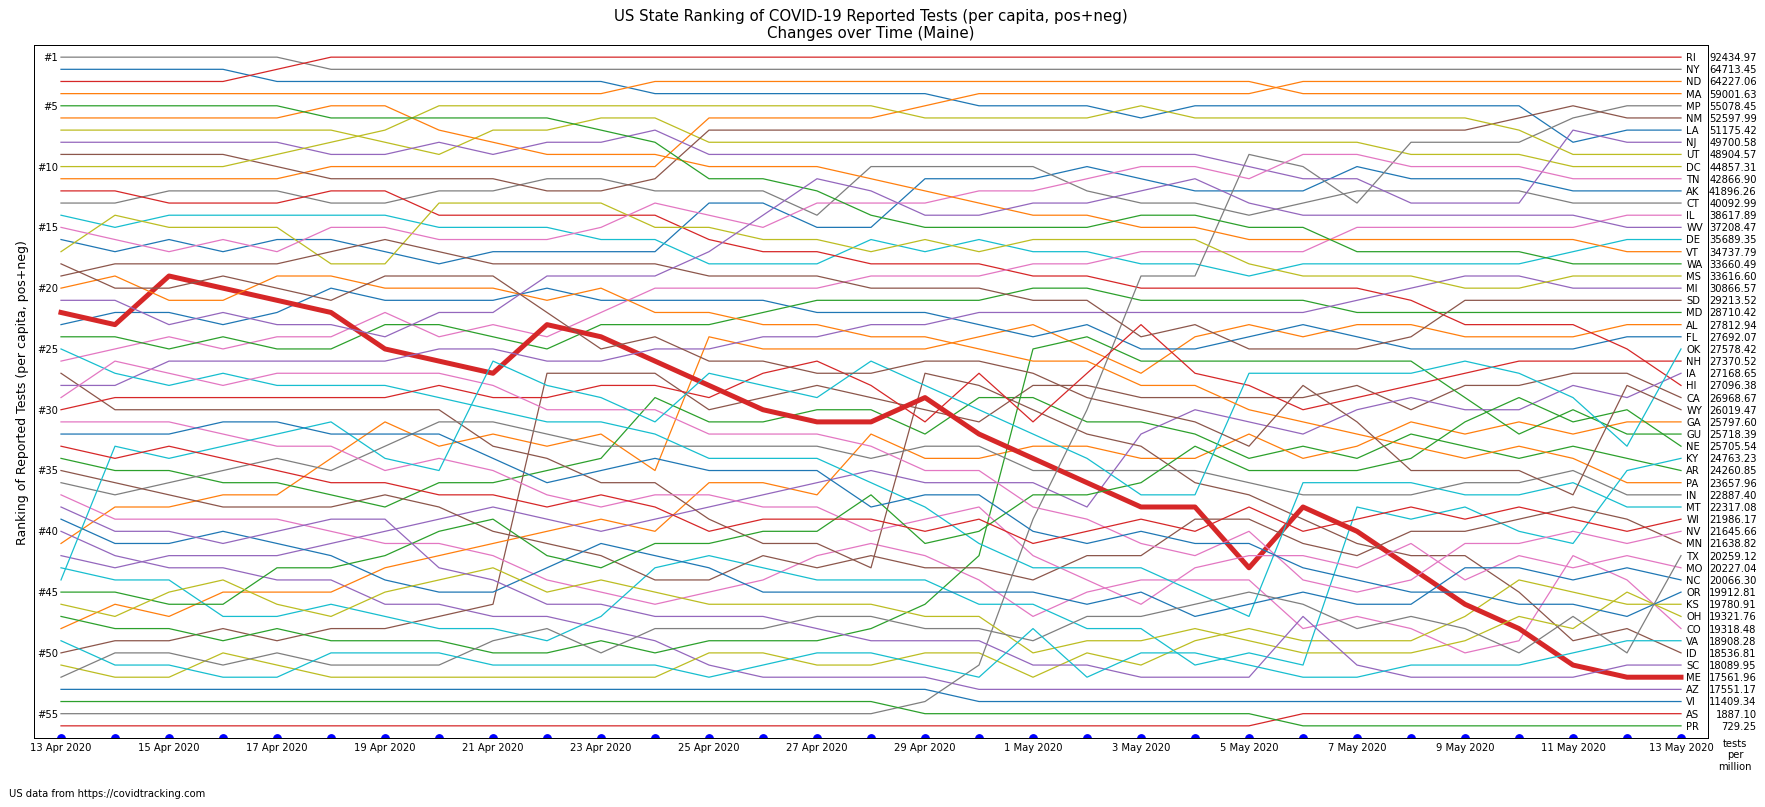 US State Ranking of COVID-19 Reported Tests (per capita, pos+neg)
Changes over Time (Maine)
Ranking of Reported Tests (per capita, pos+neg)
#1
#5
#10
#15
#20
#25
#30
#35
#40
#45
#50
#55
RI 92434.97
NY 64713.45
ND 64227.06
MA 59001.63
MP 55078.45
NM 52597.99
LA 51175.42
NJ 49700.58
UT 48904.57
DC 44857.31
TN 42866.90
AK 41896.26
CT 40092.99
IL 38617.89
WV 37208.47
DE 35689.35
VT 34737.79
WA 33660.49
MS 33616.60
MI 30866.57
SD 29213.52
MD 28710.42
AL 27812.94
FL 27692.07
OK 27578.42
NH 27370.52
IA 27168.65
HI 27096.38
CA 26968.67
WY 26019.47
GA 25797.60
GU 25718.39
NE 25705.54
KY 24763.23
AR 24260.85
PA 23657.96
IN 22887.40
MT 22317.08
WI 21986.17
NV 21645.66
MN 21638.82
TX 20259.12
MO 20227.04
NC 20066.30
OR 19912.81
KS 19780.91
OH 19321.76
CO 19318.48
VA 18908.28
ID 18536.81
SC 18089.95
ME 17561.96
AZ 17551.17
VI 11409.34
AS 1887.10
PR 729.25
13 Apr 2020 15 Apr 2020 17 Apr 2020 19 Apr 2020 21 Apr 2020 23 Apr 2020 25 Apr 2020 27 Apr 2020 29 Apr 2020 1 May 2020 3 May 2020 5 May 2020 7 May 2020 9 May 2020 11 May 2020 13 May 2020
tests
per
million
US data from https://covidtracking.com